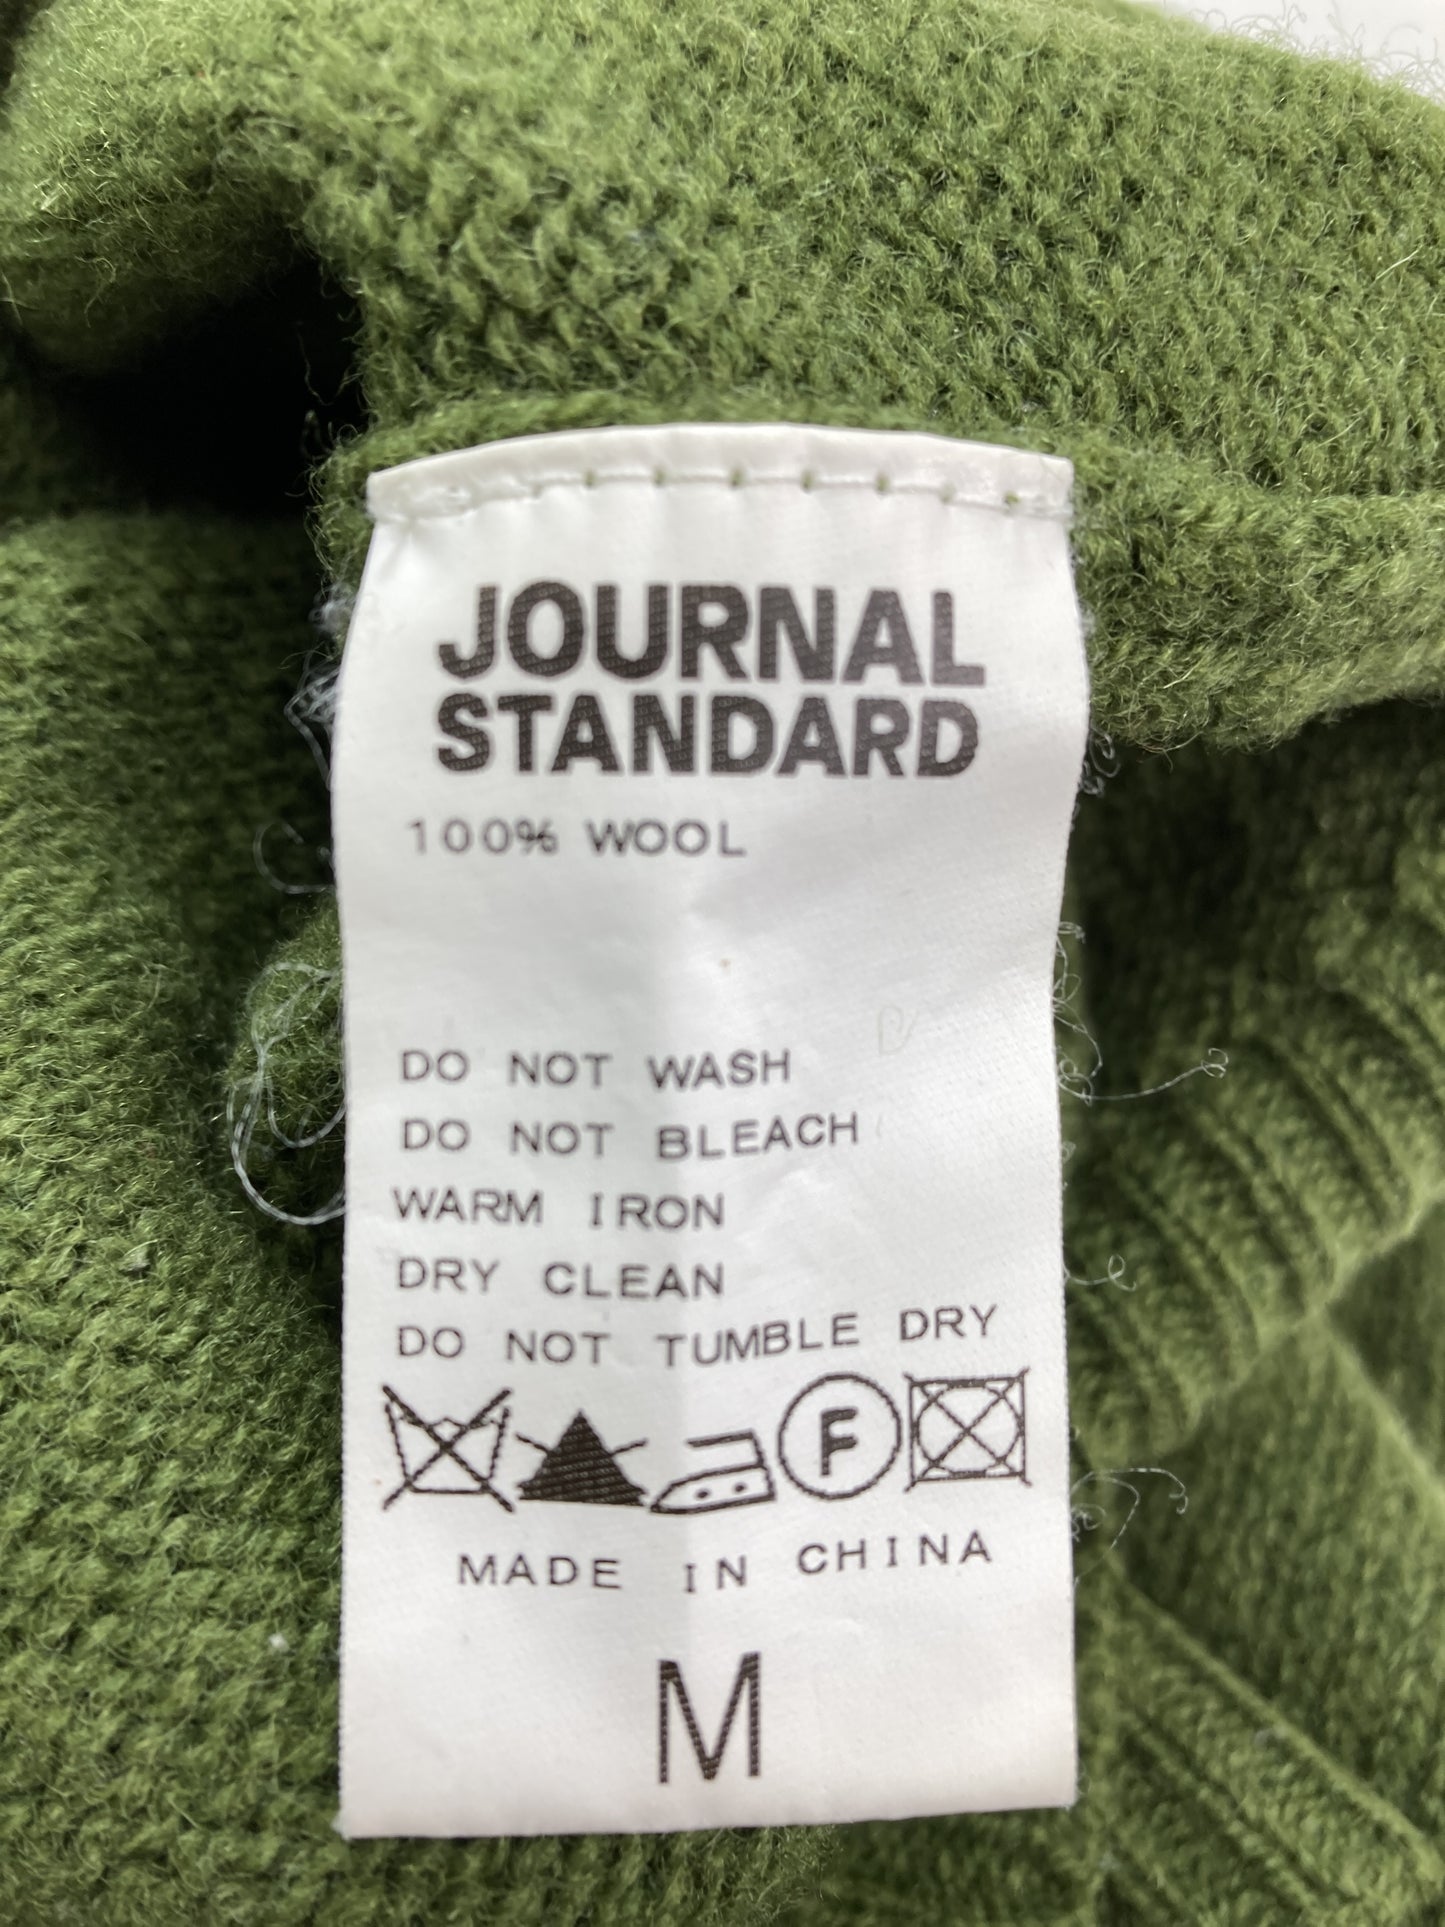 JOURNAL
STANDARD
100% WOOL
DO NOT WASH
DO NOT BLEACH
WARM IRON
DRY CLEAN
DO NOT TUMBLE DRY
F
MADE IN CHINA
M